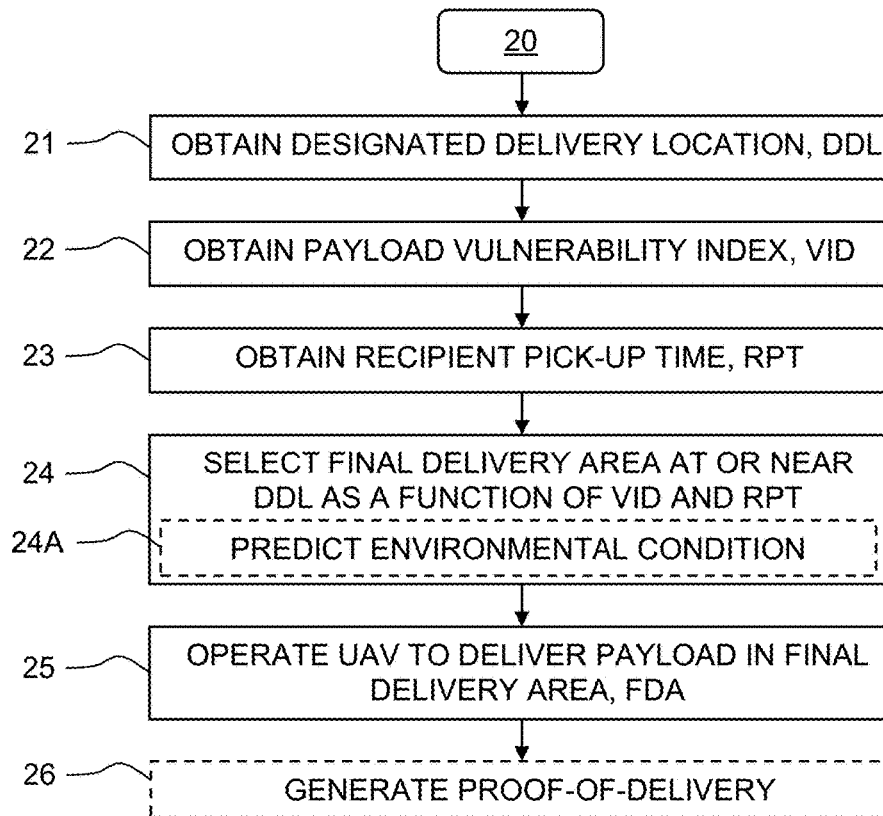 20
21 OBTAIN DESIGNATED DELIVERY LOCATION, DDL
22 OBTAIN PAYLOAD VULNERABILITY INDEX, VID
23 OBTAIN RECIPIENT PICK-UP TIME, RPT
24 SELECT FINAL DELIVERY AREA AT OR NEAR
DDL AS A FUNCTION OF VID AND RPT
24A PREDICT ENVIRONMENTAL CONDITION
25 OPERATE UAV TO DELIVER PAYLOAD IN FINAL
DELIVERY AREA, FDA
26 GENERATE PROOF-OF-DELIVERY